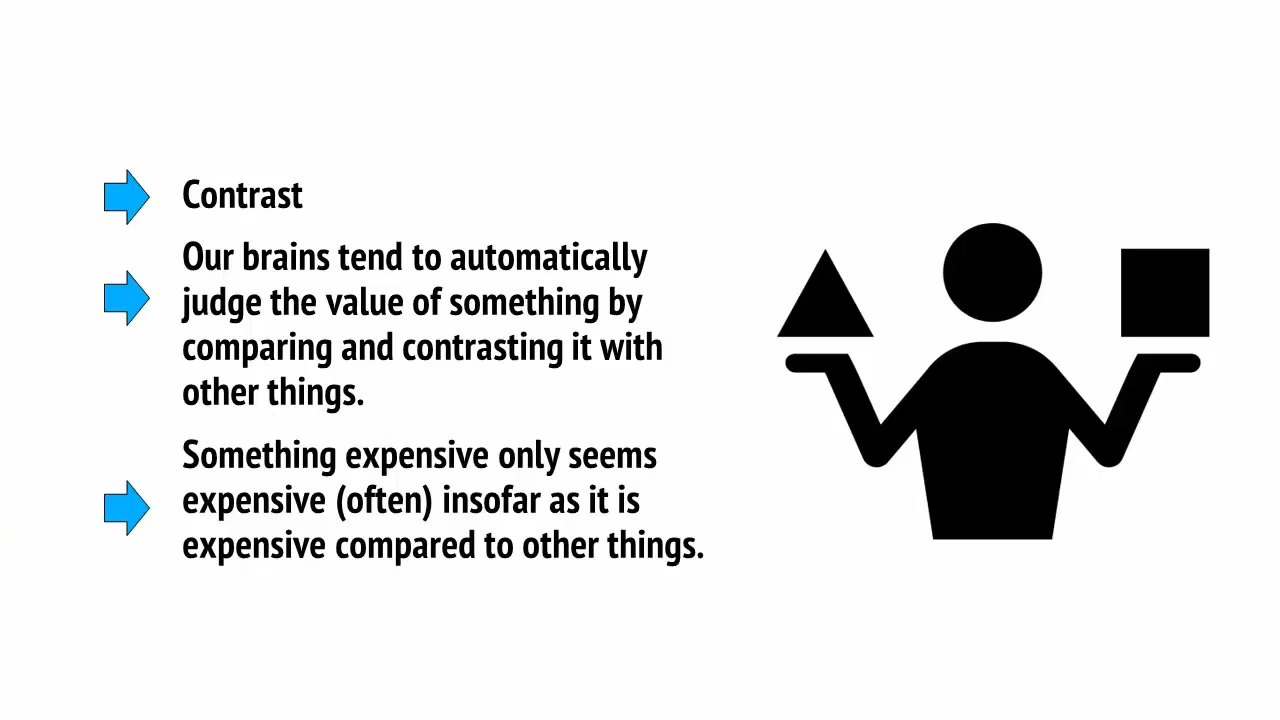 Contrast
Our brains tend to automatically
judge the value of something by
comparing and contrasting it with
other things.
Something expensive only seems
expensive (often) insofar as it is
expensive compared to other things.